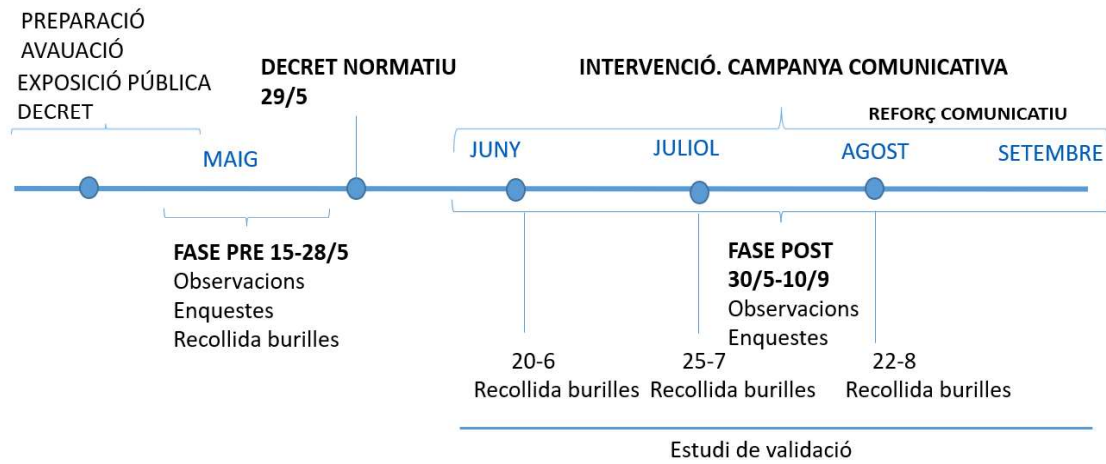 PREPARACIÓ
AVAUACIÓ
EXPOSICIÓ PÚBLICA
DECRET
DECRET NORMATIU
29/5
INTERVENCIÓ. CAMPANYA COMUNICATIVA
REFORÇ COMUNICATIU
MAIG
JUNY
JULIOL
AGOST
SETEMBRE
FASE PRE 15-28/5
Observacions
Enquestes
Recollida burilles
FASE POST
30/5-10/9
Observacions
Enquestes
20-6
Recollida burilles
25-7
Recollida burilles
22-8
Recollida burilles
Estudi de validació